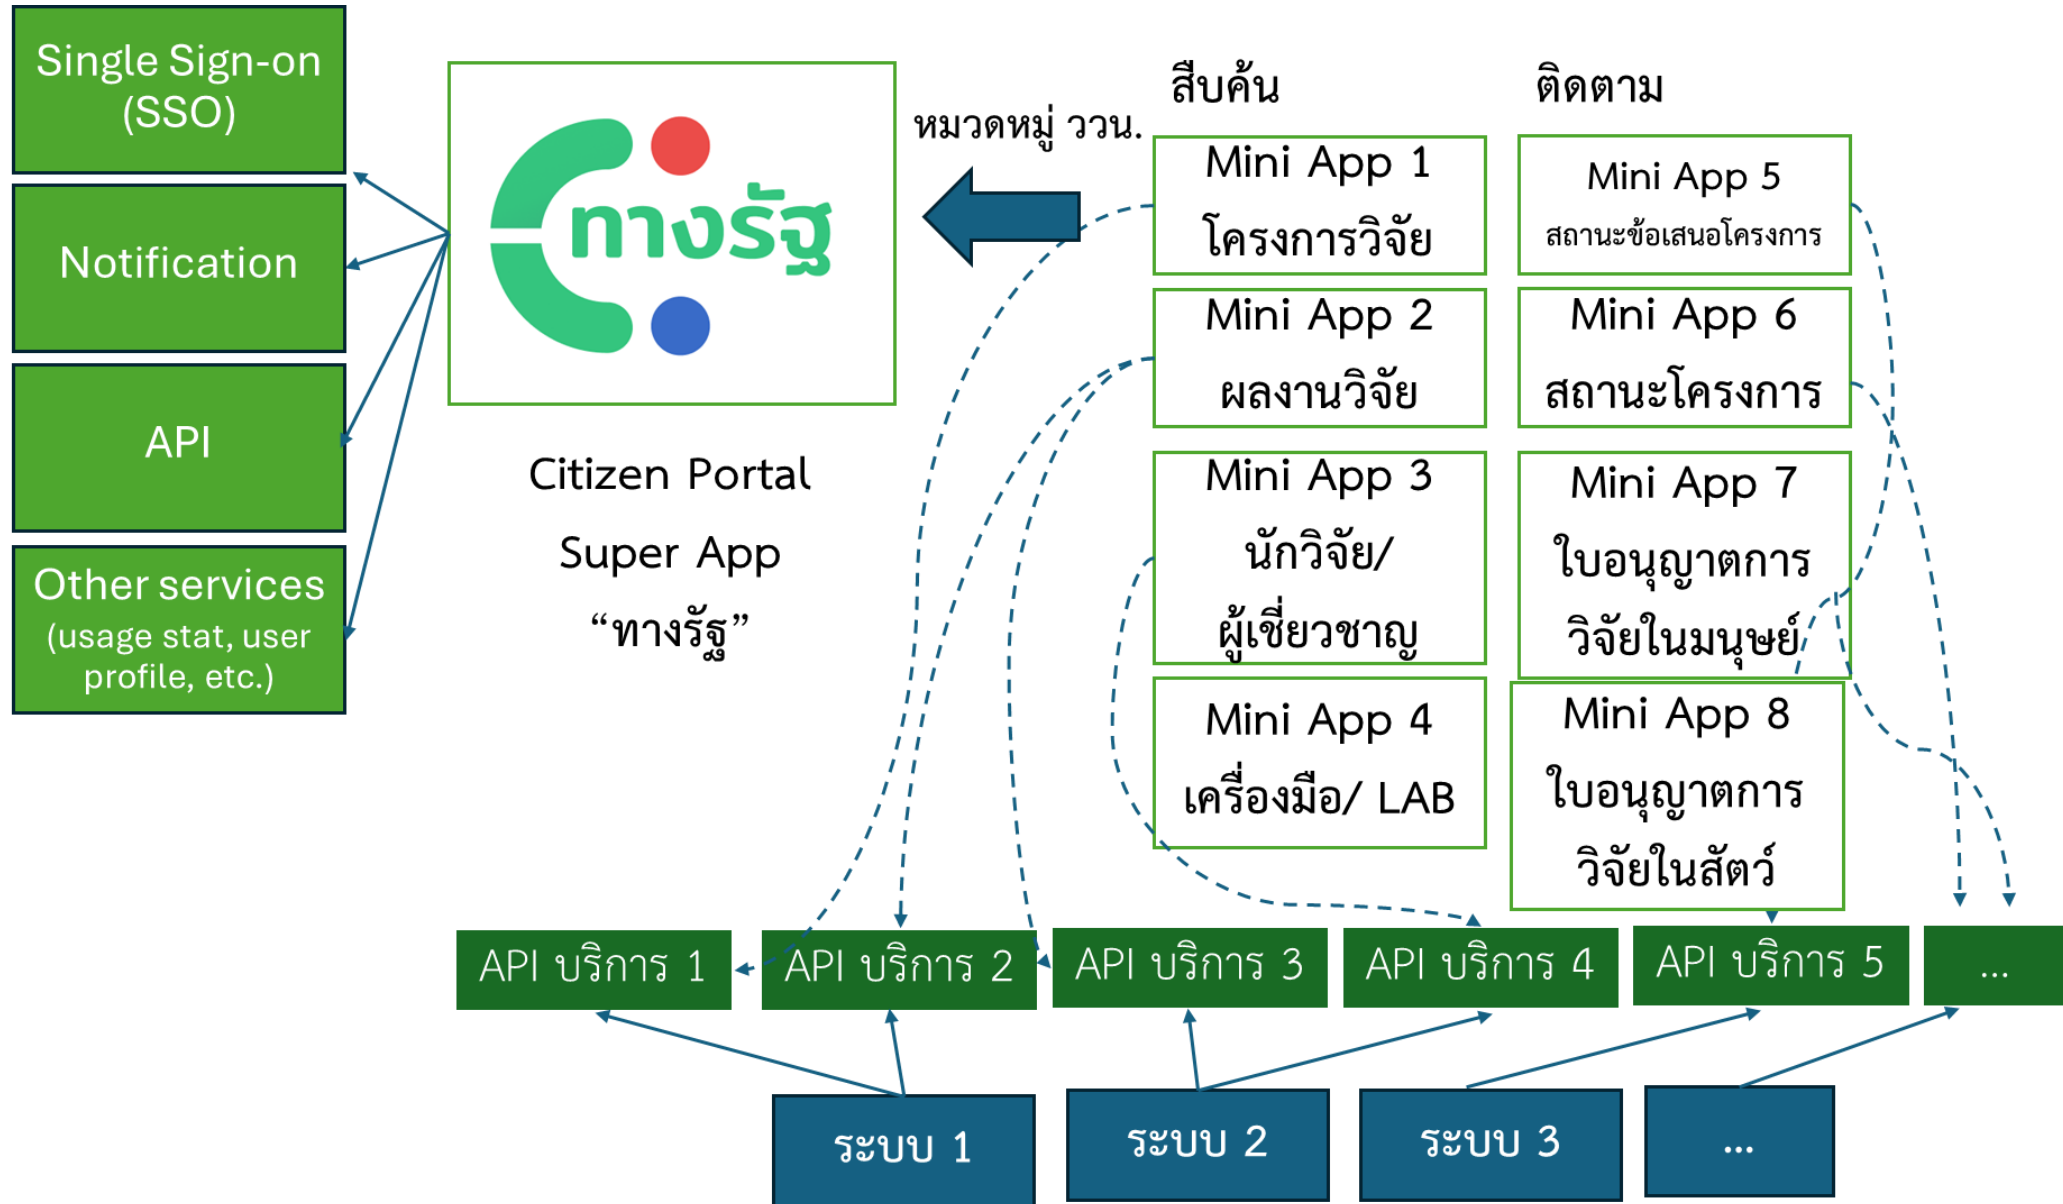 Single Sign-on
(SSO)
Notification
API
Other services
(usage stat, user
profile, etc.)
ทางรัฐ
Citizen Portal
Super App
“ทางรัฐ”
หมวดหมู่ ววน.
สืบค้น
Mini App 1
โครงการวิจัย
Mini App 2
ผลงานวิจัย
Mini App 3
นักวิจัย/
ผู้เชี่ยวชาญ
Mini App 4
เครื่องมือ/ LAB
ติดตาม
Mini App 5
สถานะข้อเสนอโครงการ
Mini App 6
สถานะโครงการ
Mini App 7
ใบอนุญาตการ
วิจัยในมนุษย์
Mini App 8
ใบอนุญาตการ
วิจัยในสัตว์
API บริการ 1
API บริการ 2
API บริการ 3
API บริการ 4
API บริการ 5
...
ระบบ 1
ระบบ 2
ระบบ 3
...